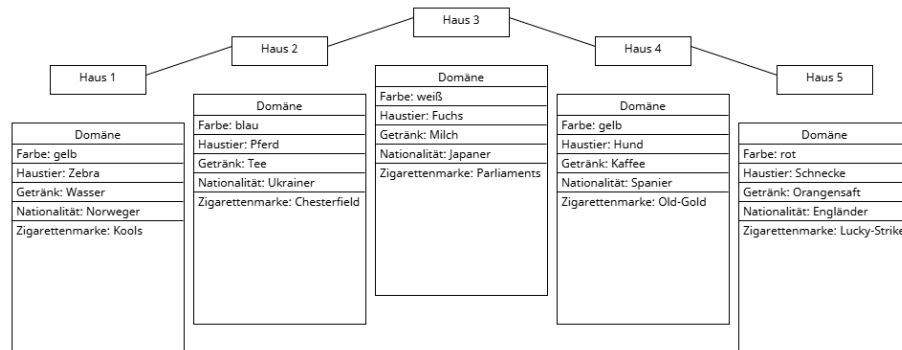 Haus 3
Haus 2
Haus 4
Haus 1
Haus 5
Domäne
Farbe: gelb
Haustier: Zebra
Getränk: Wasser
Nationalität: Norweger
Zigarettenmarke: Kools
Domäne
Farbe: blau
Haustier: Pferd
Getränk: Tee
Nationalität: Ukrainer
Zigarettenmarke: Chesterfield
Domäne
Farbe: weiß
Haustier: Fuchs
Getränk: Milch
Nationalität: Japaner
Zigarettenmarke: Parliaments
Domäne
Farbe: gelb
Haustier: Hund
Getränk: Kaffee
Nationalität: Spanier
Zigarettenmarke: Old-Gold
Domäne
Farbe: rot
Haustier: Schnecke
Getränk: Orangensaft
Nationalität: Engländer
Zigarettenmarke: Lucky-Strike